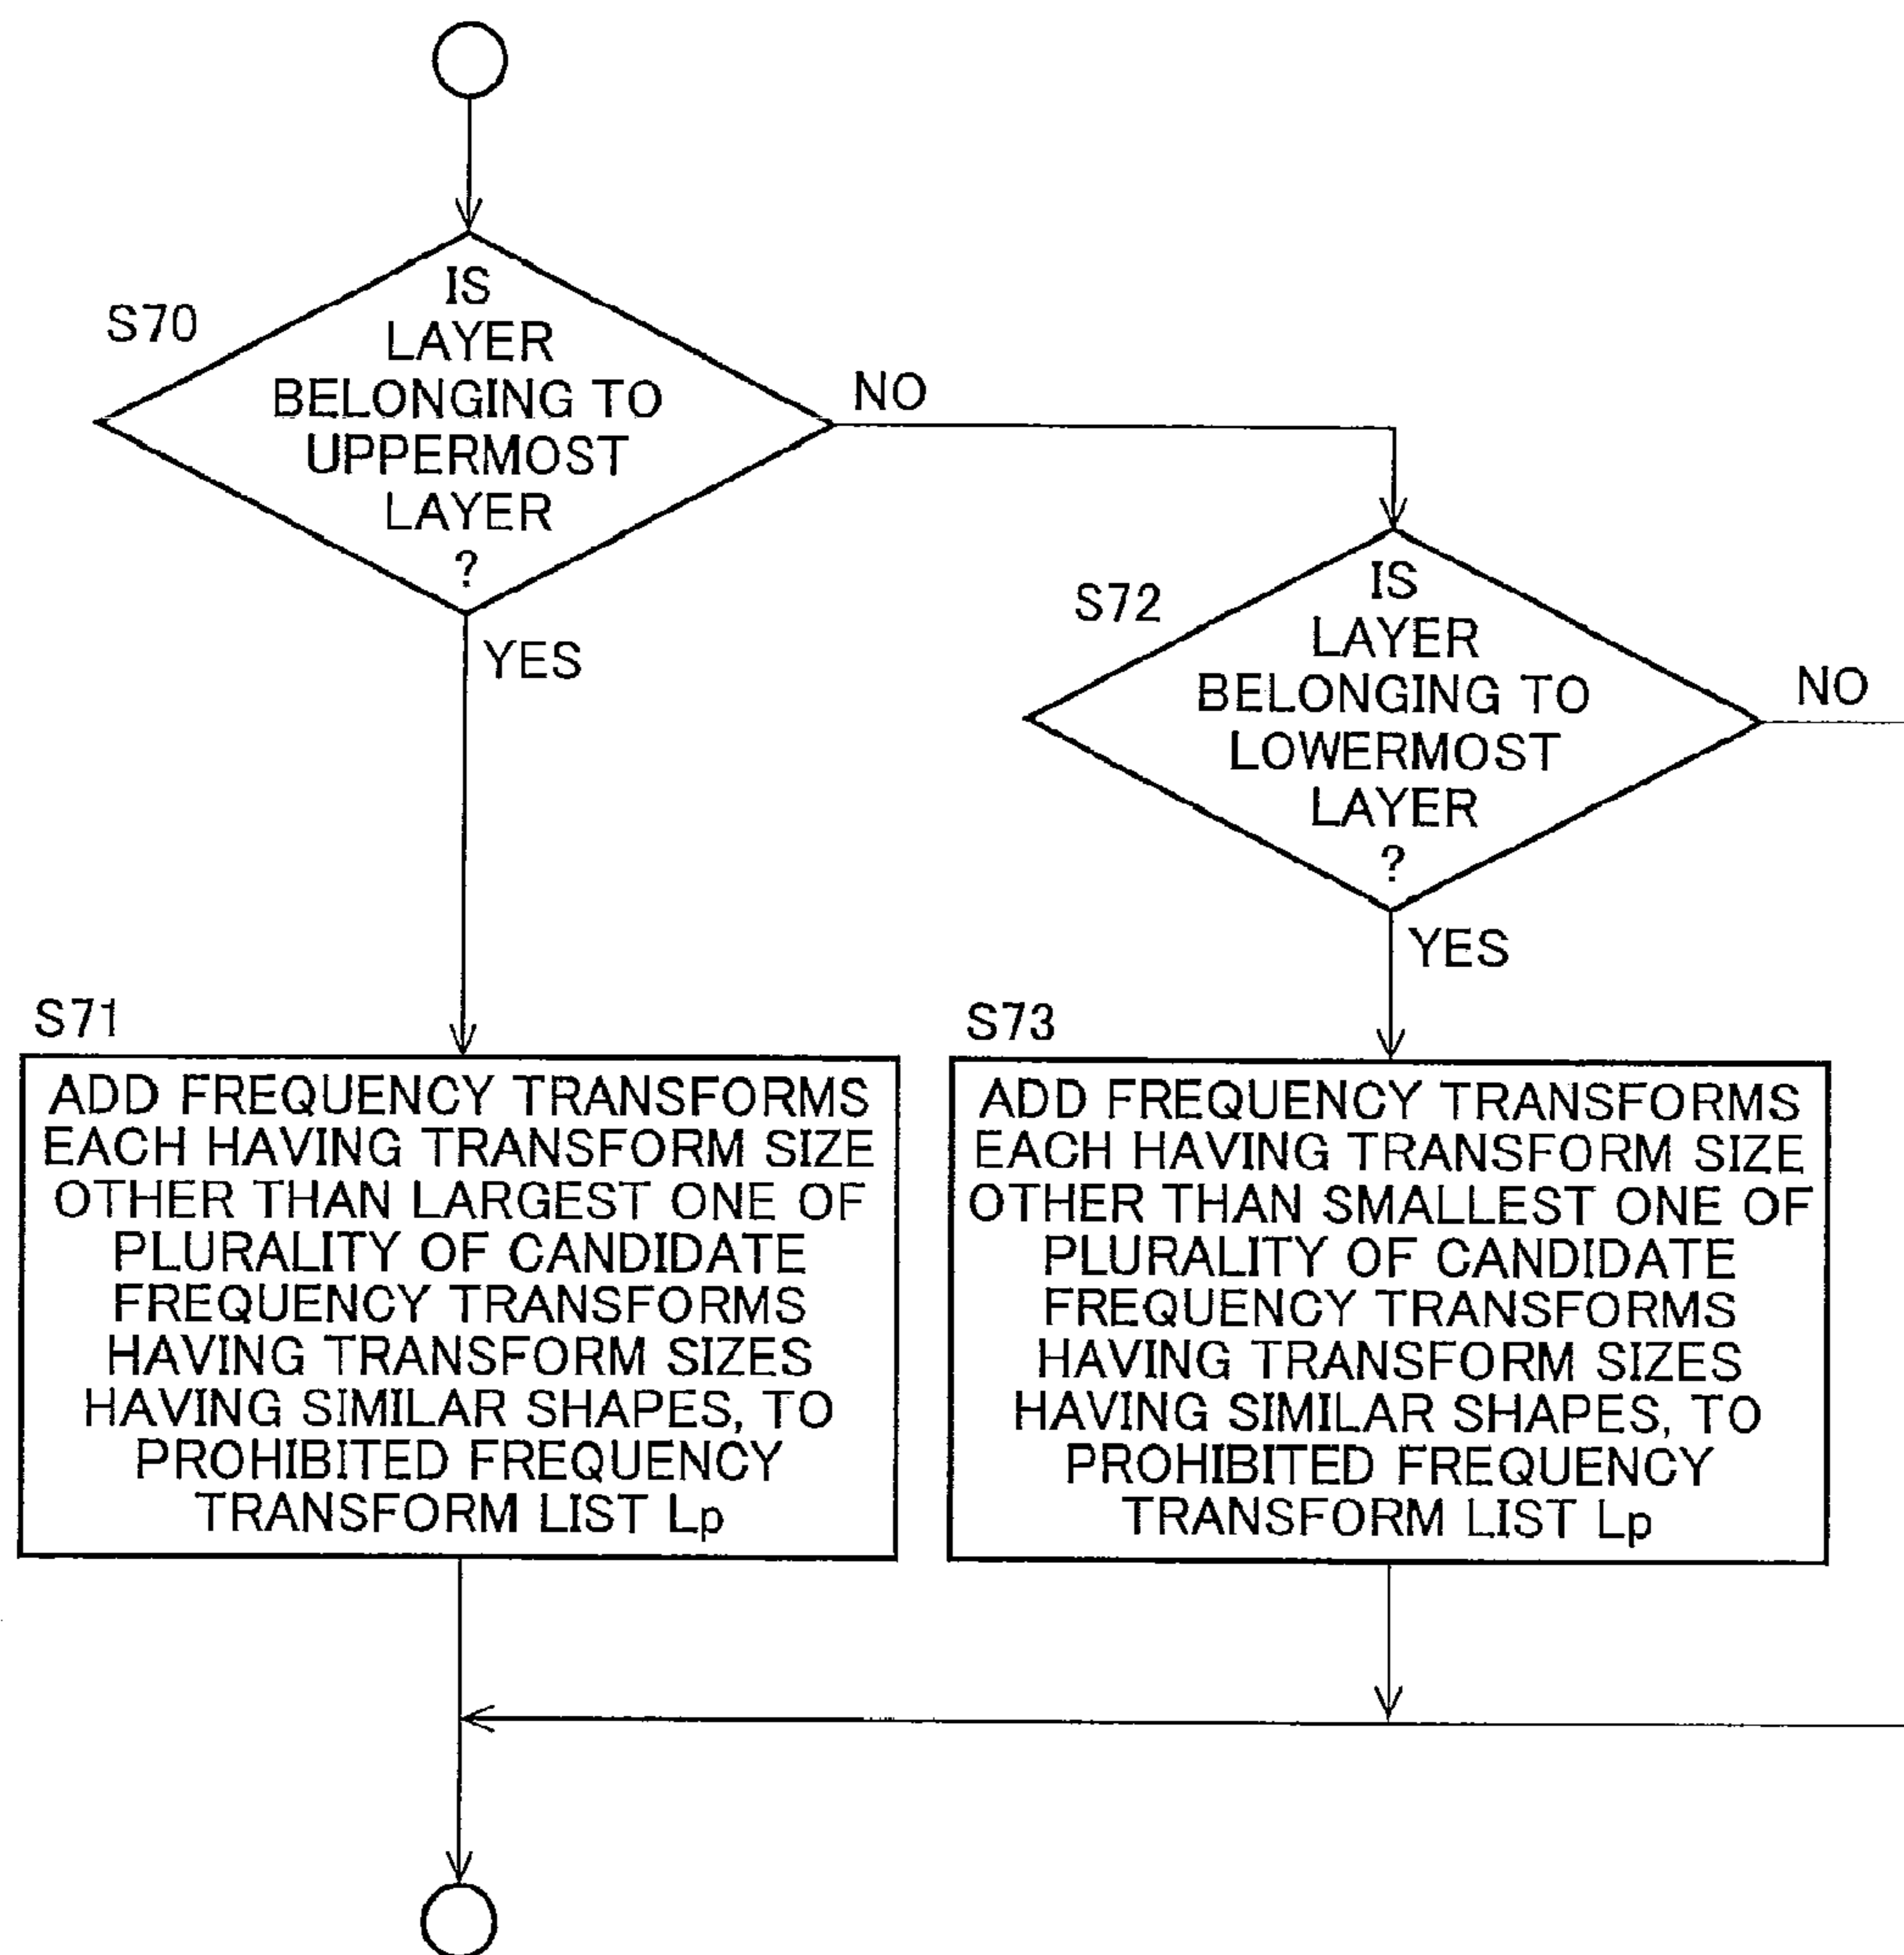 S70
IS
LAYER
BELONGING TO
UPPERMOST
LAYER
?
NO
YES
S72
IS
LAYER
BELONGING TO
LOWERMOST
LAYER
?
NO
YES
S71
ADD FREQUENCY TRANSFORMS
EACH HAVING TRANSFORM SIZE
OTHER THAN LARGEST ONE OF
PLURALITY OF CANDIDATE
FREQUENCY TRANSFORMS
HAVING TRANSFORM SIZES
HAVING SIMILAR SHAPES, TO
PROHIBITED FREQUENCY
TRANSFORM LIST Lp
S73
ADD FREQUENCY TRANSFORMS
EACH HAVING TRANSFORM SIZE
OTHER THAN SMALLEST ONE OF
PLURALITY OF CANDIDATE
FREQUENCY TRANSFORMS
HAVING TRANSFORM SIZES
HAVING SIMILAR SHAPES, TO
PROHIBITED FREQUENCY
TRANSFORM LIST Lp